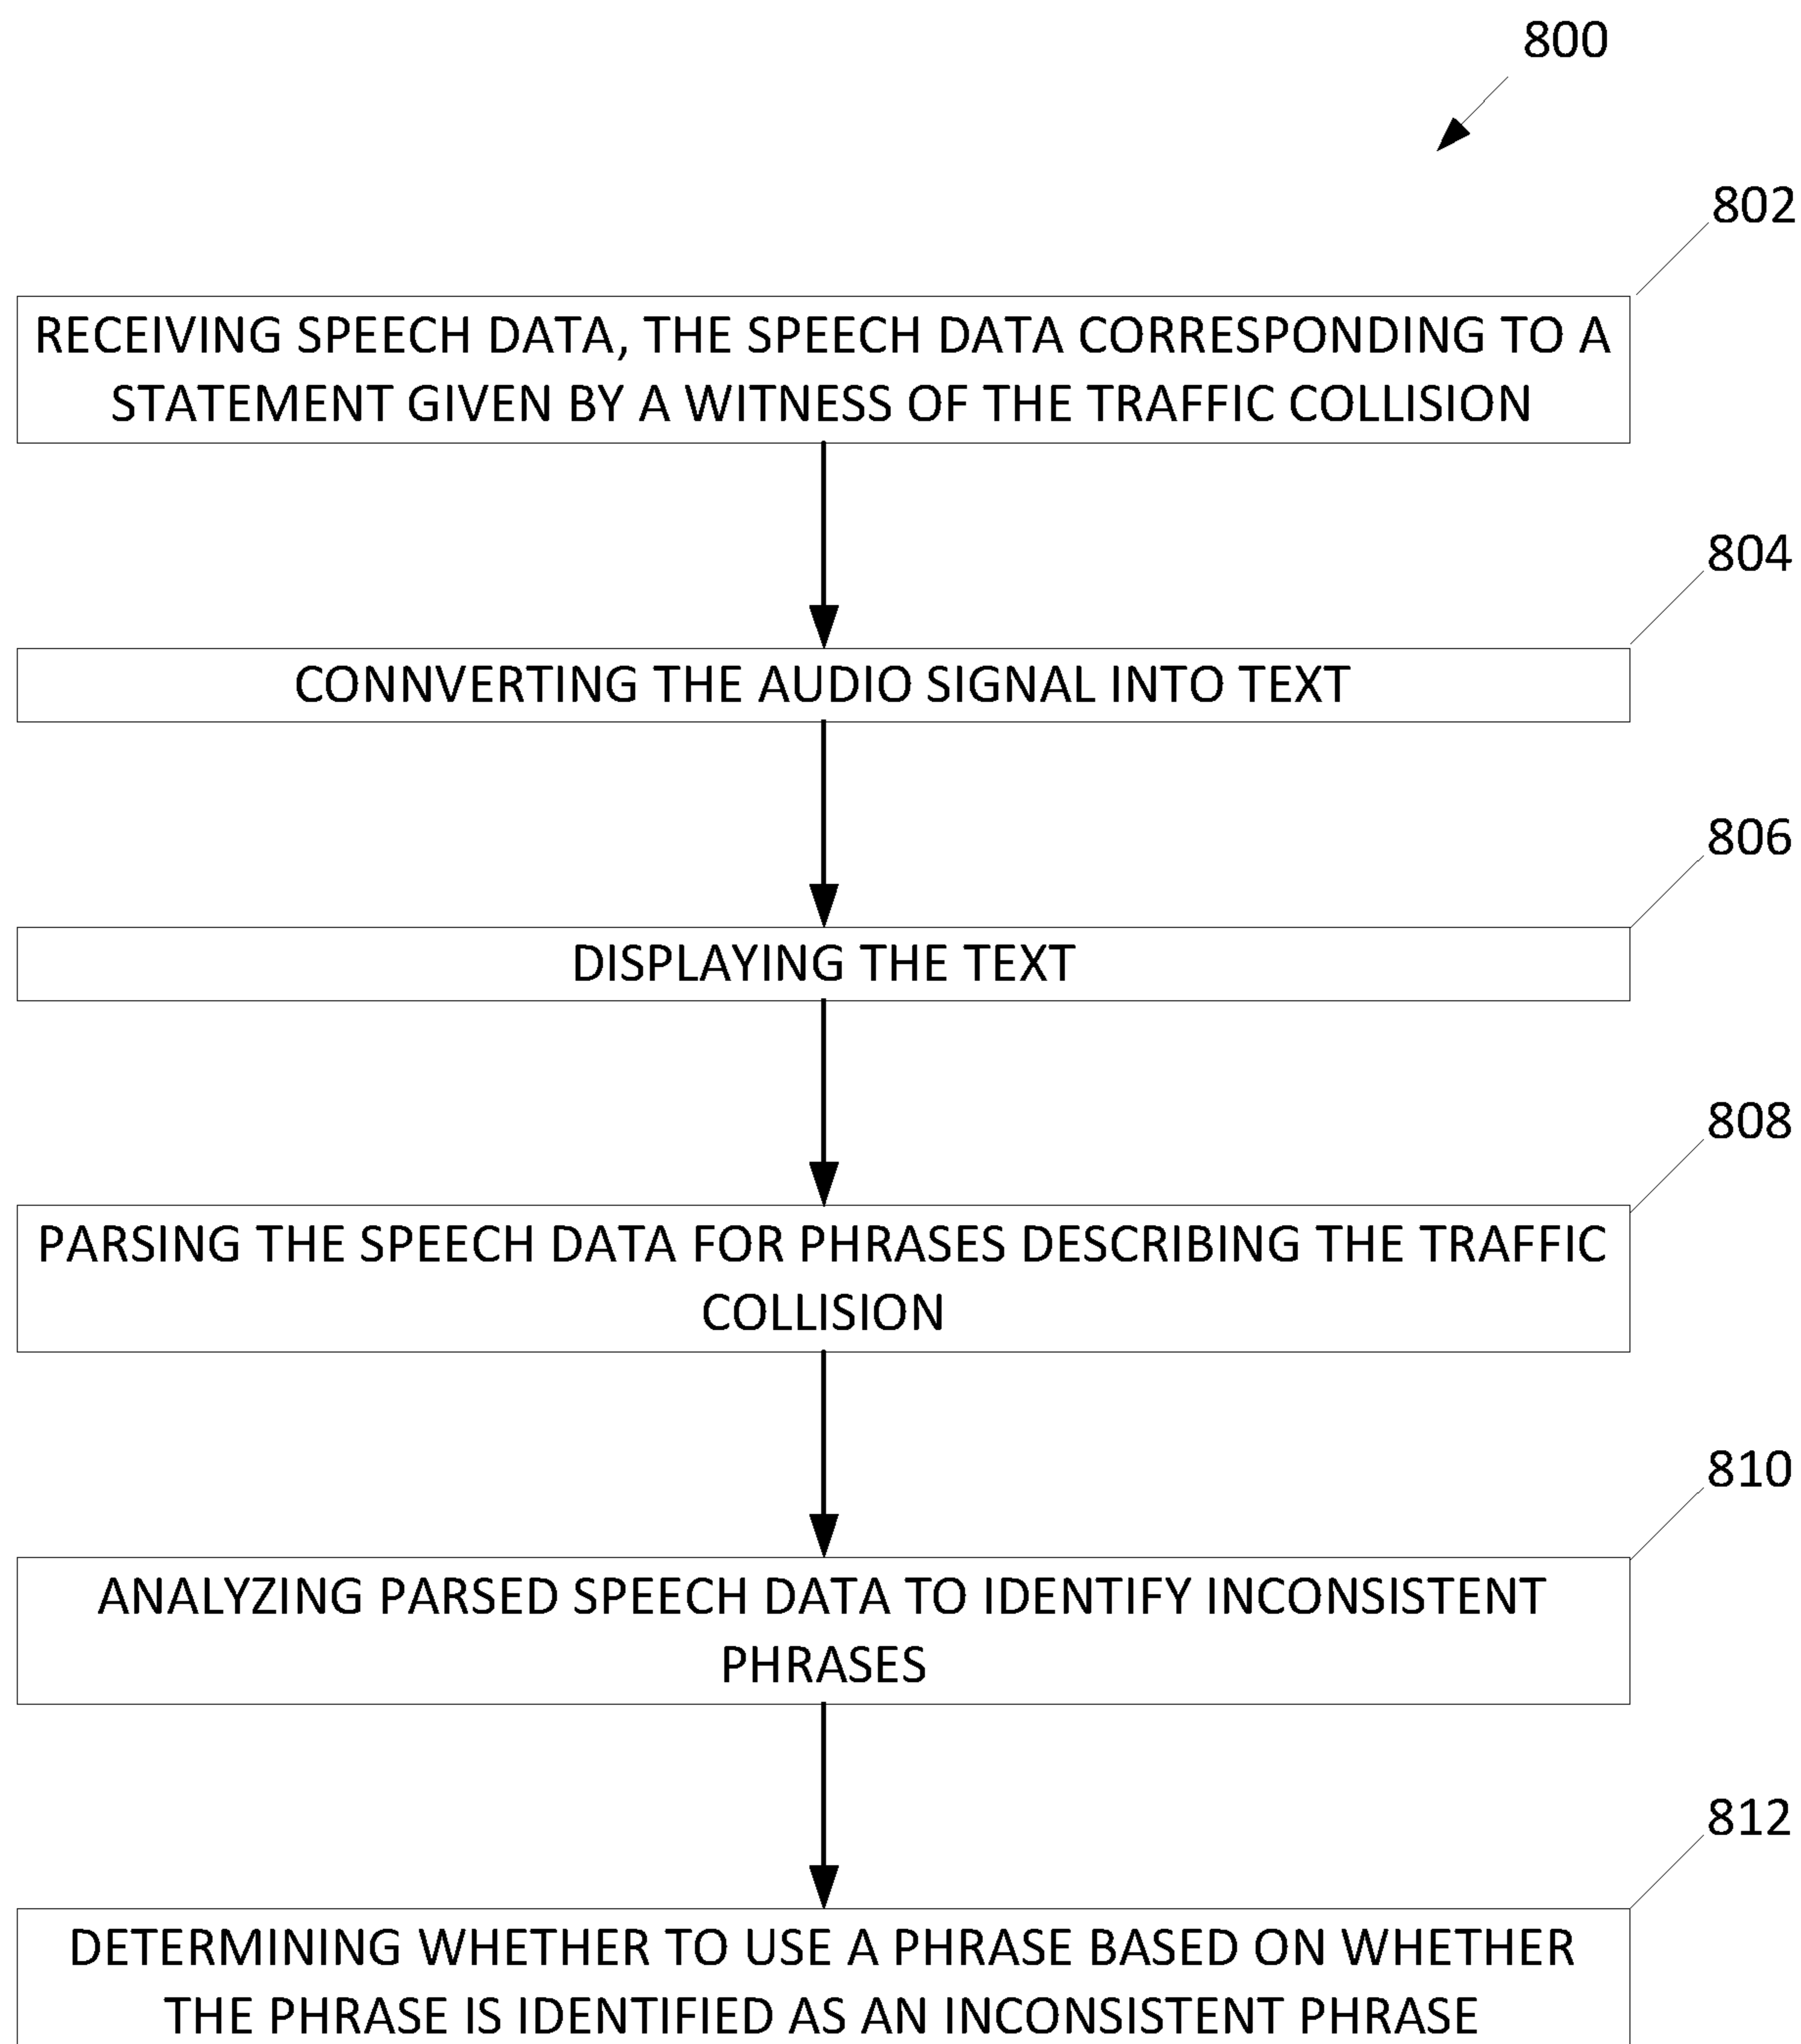 800
802
RECEIVING SPEECH DATA, THE SPEECH DATA CORRESPONDING TO A
STATEMENT GIVEN BY A WITNESS OF THE TRAFFIC COLLISION
804
CONNVERTING THE AUDIO SIGNAL INTO TEXT
806
DISPLAYING THE TEXT
808
PARSING THE SPEECH DATA FOR PHRASES DESCRIBING THE TRAFFIC
COLLISION
810
ANALYZING PARSED SPEECH DATA TO IDENTIFY INCONSISTENT
PHRASES
812
DETERMINING WHETHER TO USE A PHRASE BASED ON WHETHER
THE PHRASE IS IDENTIFIED AS AN INCONSISTENT PHRASE